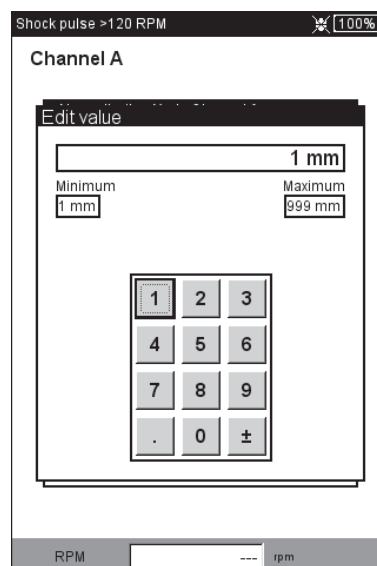 Shock pulse >120 RPM 100%
Channel A
Edit value
1 mm
Minimum Maximum
1 mm 999 mm
1 2 3
4 5 6
7 8 9
. 0 ±
RPM --- rpm